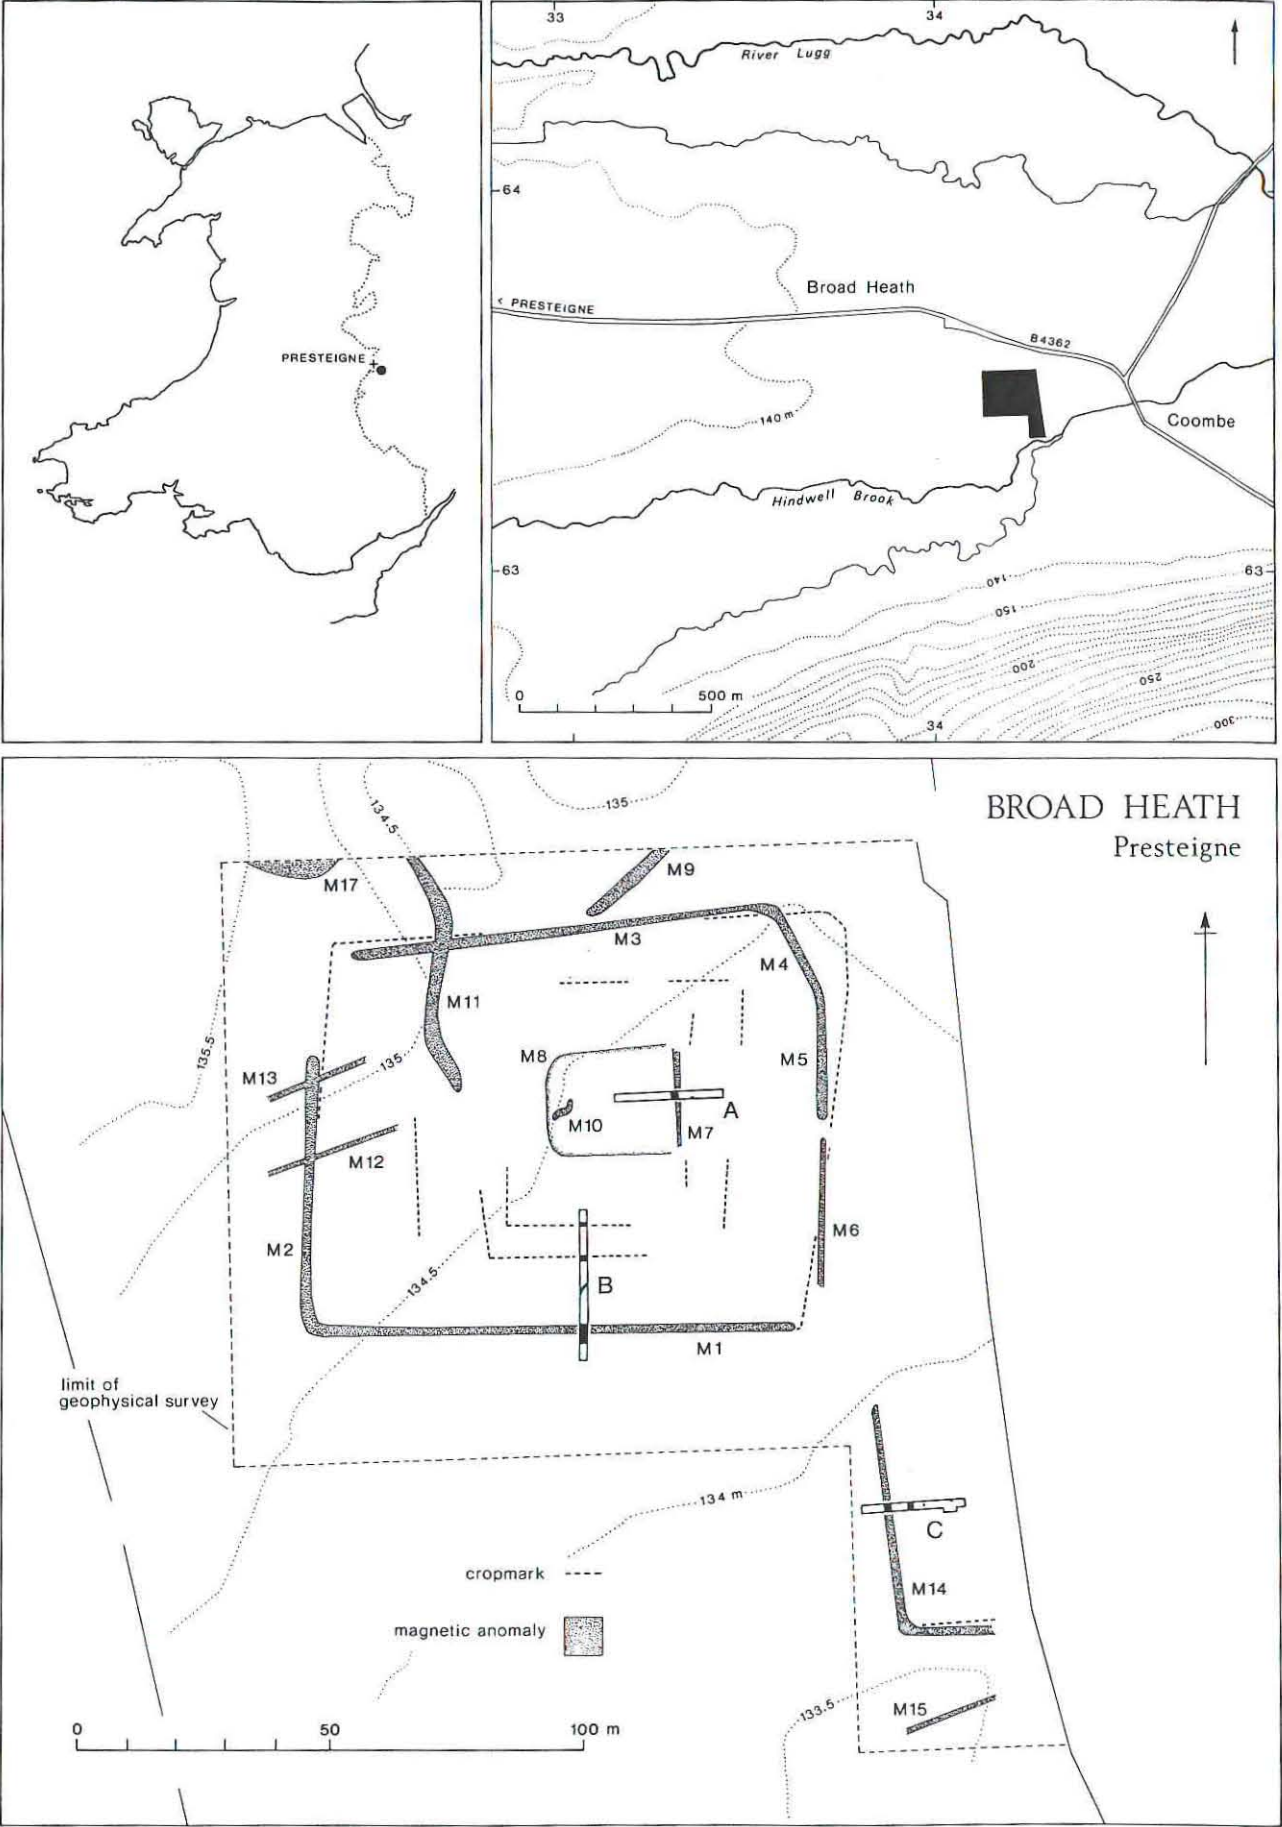 PRESTEIGNE
33
34
River Lugg
64
Broad Heath
< PRESTEIGNE
B4362
140 m
Coombe
Hindwell Brook
63
63
140
150
200
250
300
0 500 m
34
BROAD HEATH
Presteigne
135
134.5
M17
M9
M3
M4
M11
135.5
135
M8
M5
M13
A
M10
M7
M12
M6
M2
134.5
B
M1
limit of
geophysical survey
134 m
C
cropmark
M14
magnetic anomaly
133.5
M15
0 50 100 m